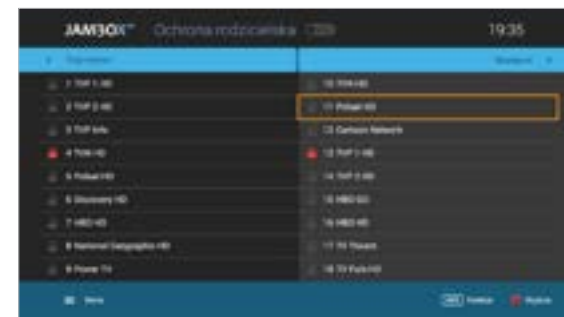 JAMBOX Ochrona rodzicielska 19:35
1 TVP 1 HD
2 TVP 2 HD
3 TVP Info
4 TVN HD
5 Polsat HD
6 Discovery HD
7 HBO HD
8 National Geographic HD
9 Power TV
10 TVN HD
11 Polsat HD
12 Cartoon Network
13 TVP 1 HD
14 TVP 2 HD
15 HBO GO
16 HBO HD
17 TV Trwam
18 TV Puls HD
Menu